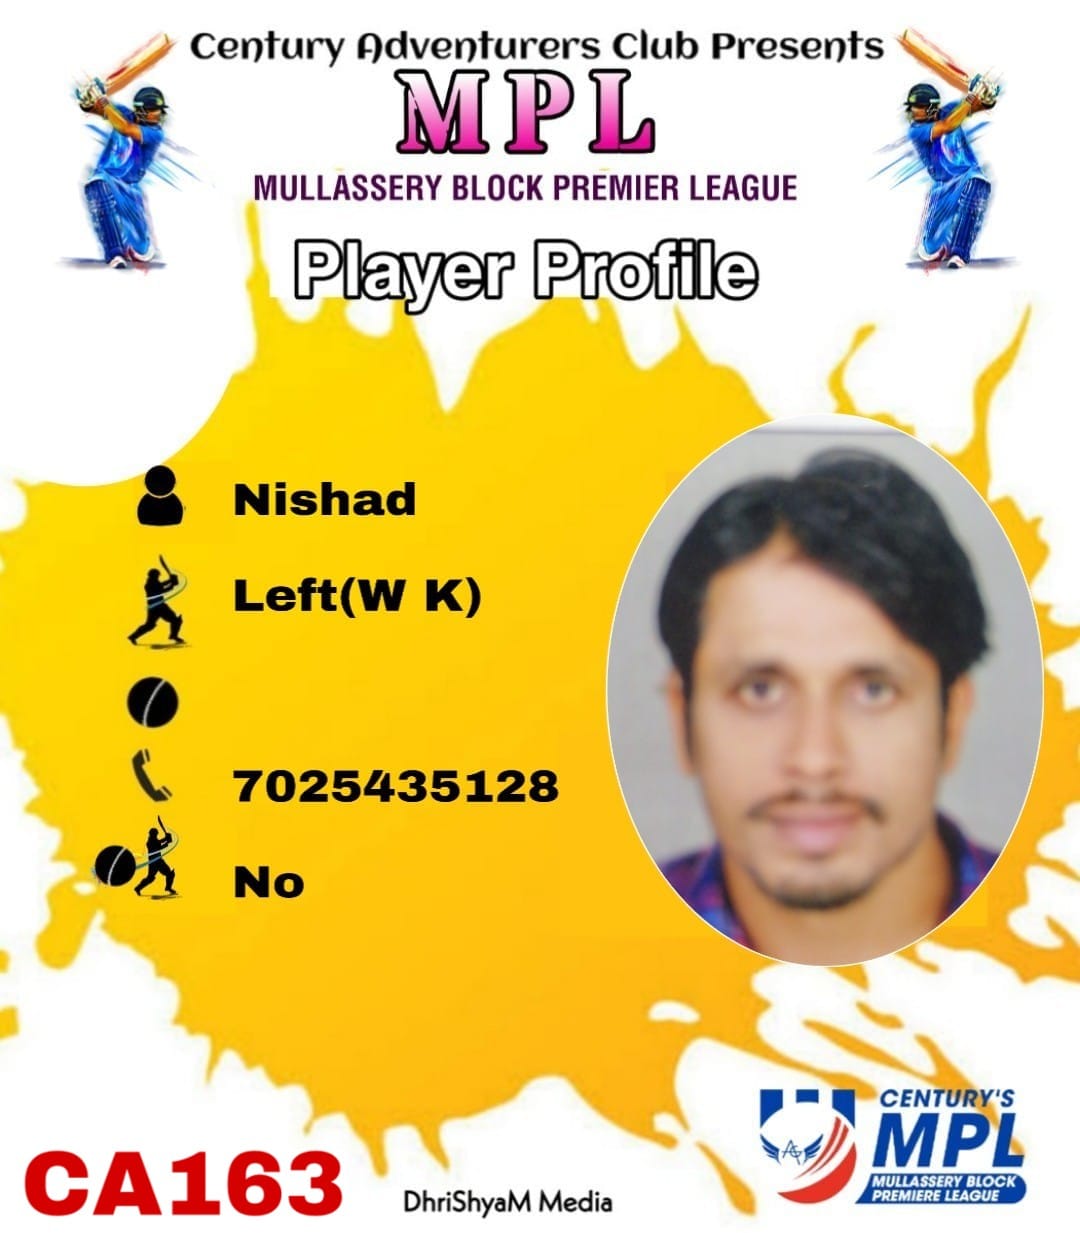 Century Adventurers Club Presents
MPL
MULLASSERY BLOCK PREMIER LEAGUE
Player Profile
Nishad
Left(W K)
7025435128
No
CA163
DhriShyaM Media
CENTURY'S
MPL
MULLASSERY BLOCK
PREMIERE LEAGUE